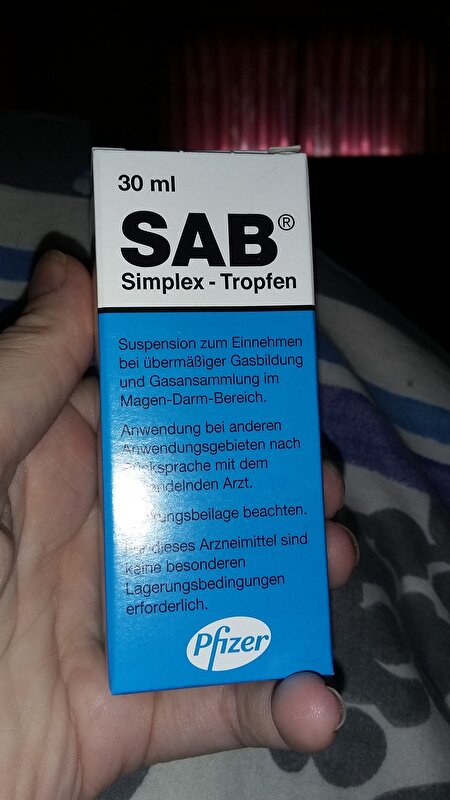 30 ml
SAB®
Simplex - Tropfen
Suspension zum Einnehmen
bei übermäßiger Gasbildung
und Gasansammlung im
Magen-Darm-Bereich.
Anwendung bei anderen
Anwendungsgebieten nach
mit dem
Arzt.
beachten.
dieses Arzneimittel sind
keine besonderen
Lagerungsbedingungen
erforderlich.
Pfizer